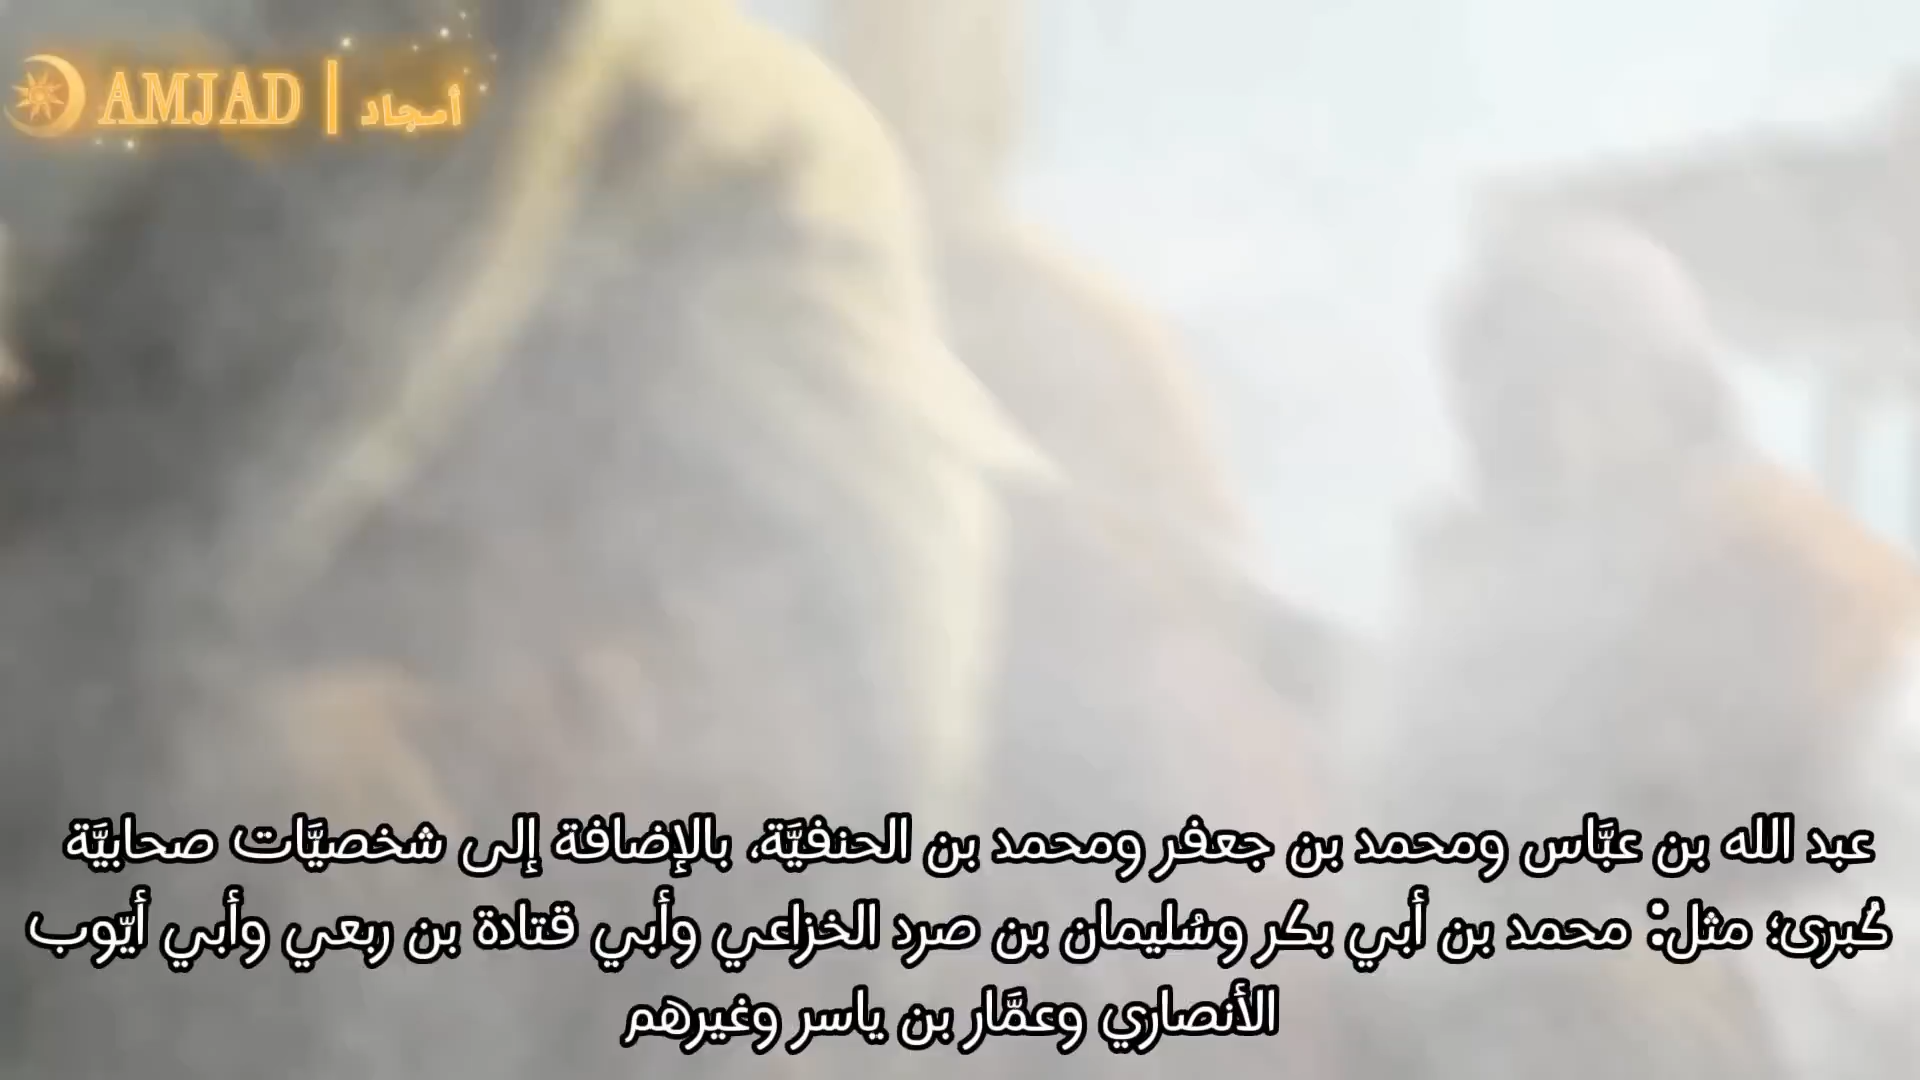 AMJAD | أمجاد
عبد الله بن عبَّاس ومحمد بن جعفر ومحمد بن الحنفيَّة، بالإضافة إلى شخصيَّات صحابيَّة
كُبرى؛ مثل: محمد بن أبي بكر وسُليمان بن صرد الخزاعي وأبي قتادة بن ربعي وأبي أيّوب
الأنصاري وعمَّار بن ياسر وغيرهم